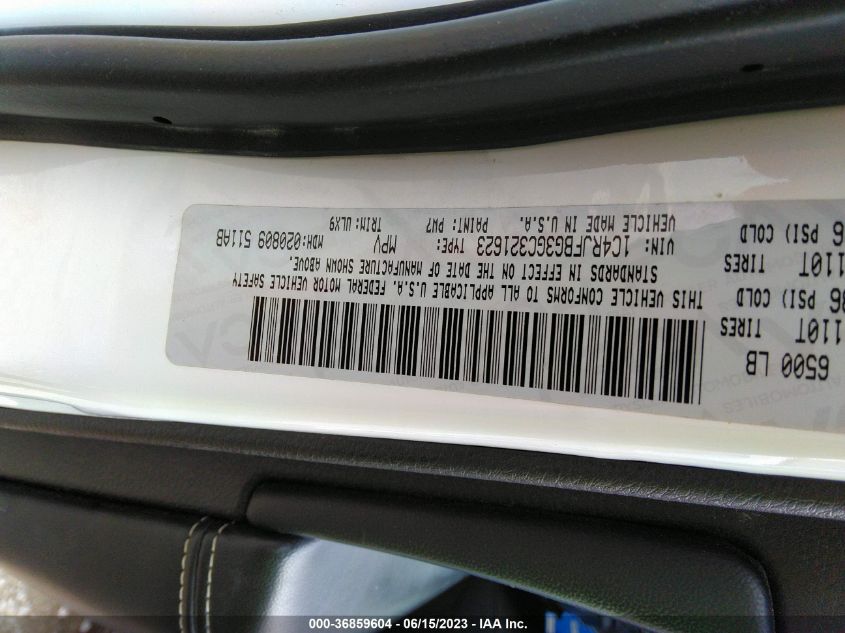 6500 LB
110T TIRES
36 PSI) COLD
110T TIRES
6 PSI) COLD
THIS VEHICLE CONFORMS TO ALL APPLICABLE U.S.A. FEDERAL MOTOR VEHICLE SAFETY
STANDARDS IN EFFECT ON THE DATE OF MANUFACTURE SHOWN ABOVE.
VIN: 1C4RJFBG3GC321623 TYPE: MPV MDH:020809 511AB
VEHICLE MADE IN U.S.A. PAINT: PW7 TRIM: ULX9
000-36859604 - 06/15/2023 - IAA Inc.